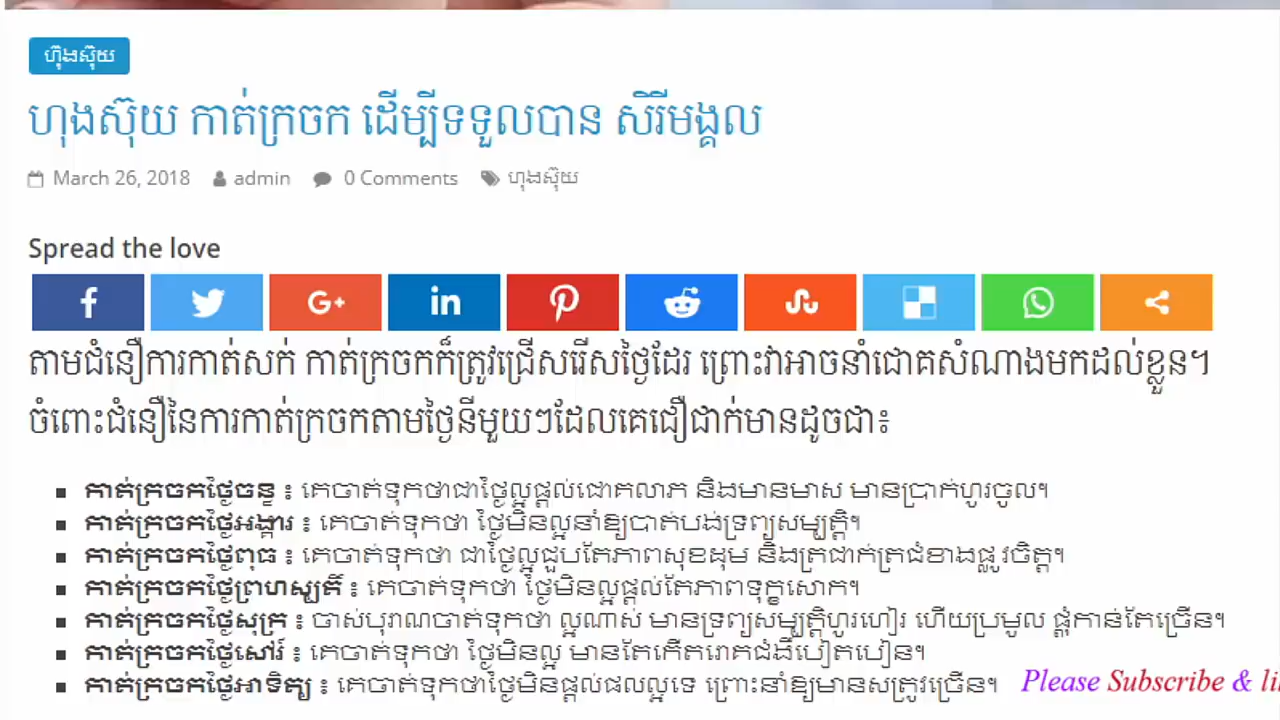 ហ៊ុងស៊ុយ
ហុងស៊ុយ កាត់ក្រចក ដើម្បីទទួលបាន សិរីមង្គល
March 26, 2018 admin 0 Comments ហុងស៊ុយ
Spread the love
តាមជំនឿការកាត់សក់ កាត់ក្រចកក៏ត្រូវជ្រើសរើសថ្ងៃដែរ ព្រោះវាអាចនាំជោគសំណាងមកដល់ខ្លួន។
ចំពោះជំនឿនៃការកាត់ក្រចកតាមថ្ងៃនីមួយៗដែលគេជឿជាក់មានដូចជា៖
កាត់ក្រចកថ្ងៃចន្ទ ៖ គេចាត់ទុកថាជាថ្ងៃល្អផ្ដល់ជោគលាភ និងមានមាស មានប្រាក់ហូរចូល។
កាត់ក្រចកថ្ងៃអង្គារ ៖ គេចាត់ទុកថា ថ្ងៃមិនល្អនាំឱ្យបាត់បង់ទ្រព្យសម្បត្តិ។
កាត់ក្រចកថ្ងៃពុធ ៖ គេចាត់ទុកថា ជាថ្ងៃល្អជួបតែភាពសុខដុម និងត្រជាក់ត្រជំខាងផ្លូវចិត្ត។
កាត់ក្រចកថ្ងៃព្រហស្បតិ៍ ៖ គេចាត់ទុកថា ថ្ងៃមិនល្អផ្ដល់តែភាពទុក្ខសោក។
កាត់ក្រចកថ្ងៃសុក្រ ៖ ចាស់បុរាណចាត់ទុកថា ល្អណាស់ មានទ្រព្យសម្បត្តិហូរហៀរ ហើយប្រមូល ផ្ដុំកាន់តែច្រើន។
កាត់ក្រចកថ្ងៃសៅរ៍ ៖ គេចាត់ទុកថា ថ្ងៃមិនល្អ មានតែកើតរោគជំងឺបៀតបៀន។
កាត់ក្រចកថ្ងៃអាទិត្យ ៖ គេចាត់ទុកថាថ្ងៃមិនផ្ដល់ផលល្អទេ ព្រោះនាំឱ្យមានសត្រូវច្រើន។
Please Subscribe & li